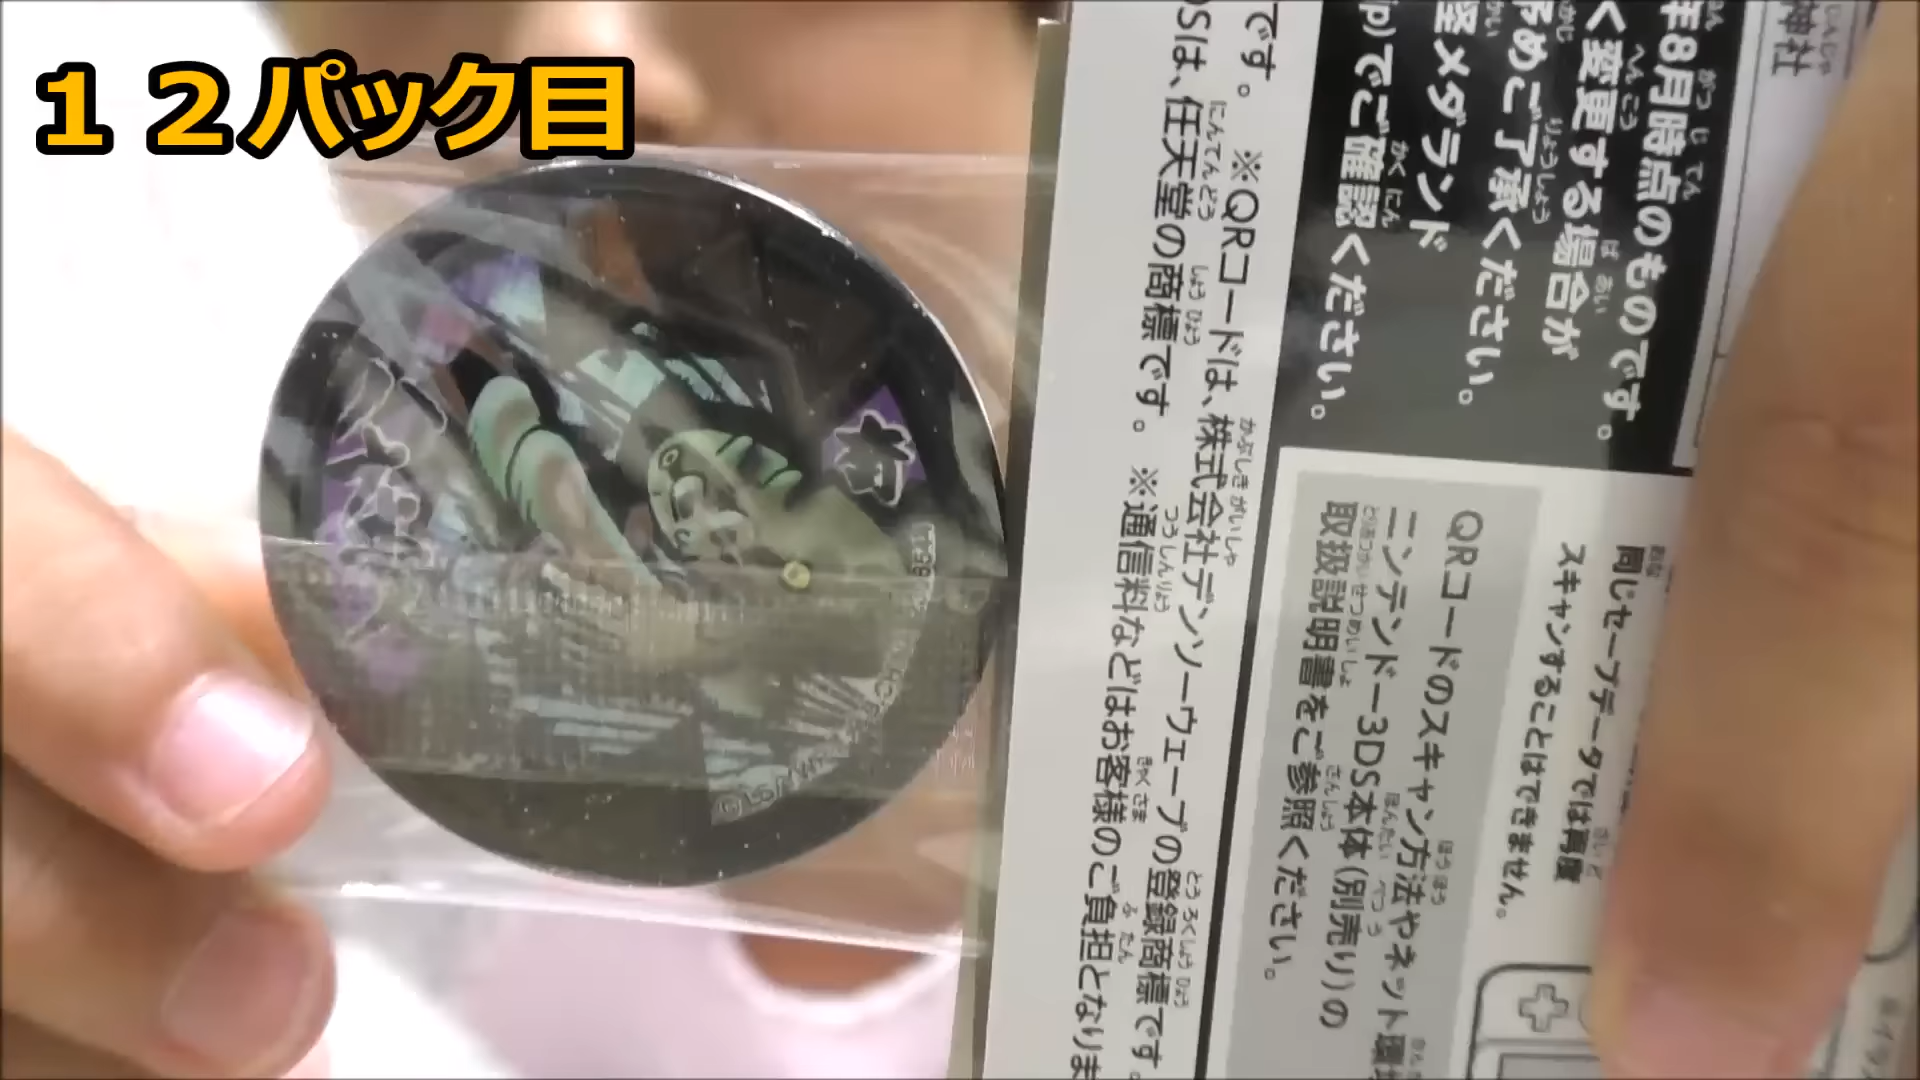 12パック目
神社
年8月時点のものです。
く変更する場合が
予めご了承ください。
怪メダランド
jp)でご確認ください。
です。 ※QRコードは、株式会社デンソーウェーブの登録商標です。
DSは、任天堂の商標です。 ※通信料などはお客様のご負担となりま
同じセーブデータでは再度
スキャンすることはできません。
QRコードのスキャン方法やネット環境
ニンテンドー3DS本体(別売り)の
取扱説明書をご参照ください。